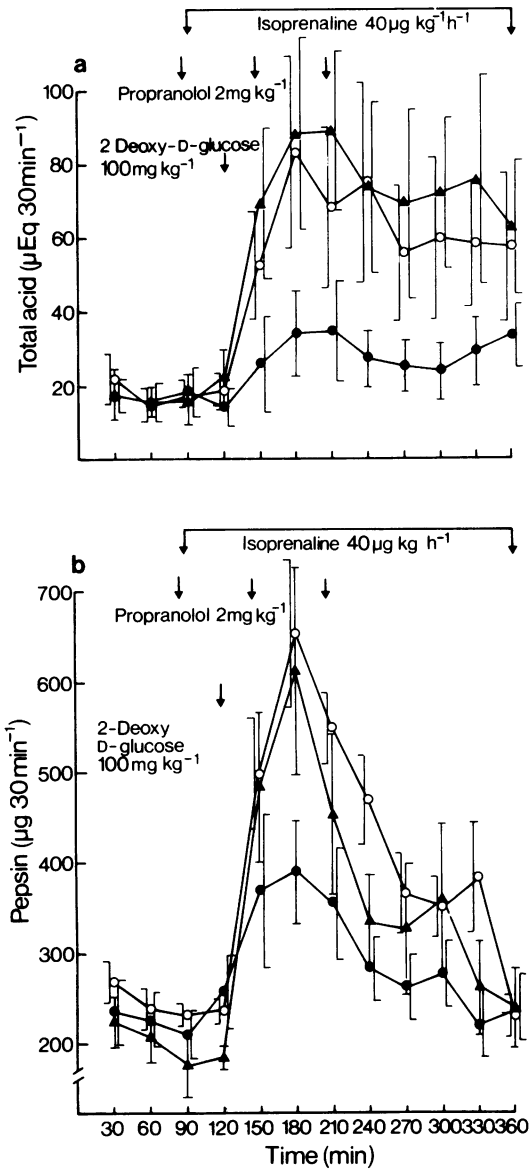 Isoprenaline 40µg kg⁻¹h⁻¹
a
Propranolol 2mg kg⁻¹
2 Deoxy-D-glucose
100mg kg⁻¹
Total acid (µEq 30min⁻¹)
100
80
60
40
20
Isoprenaline 40µg kg h⁻¹
b
Propranolol 2mg kg⁻¹
2-Deoxy
D-glucose
100mg kg⁻¹
Pepsin (µg 30min⁻¹)
700
600
500
400
300
200
30 60 90 120 150 180 210 240 270 300 330 360
Time (min)